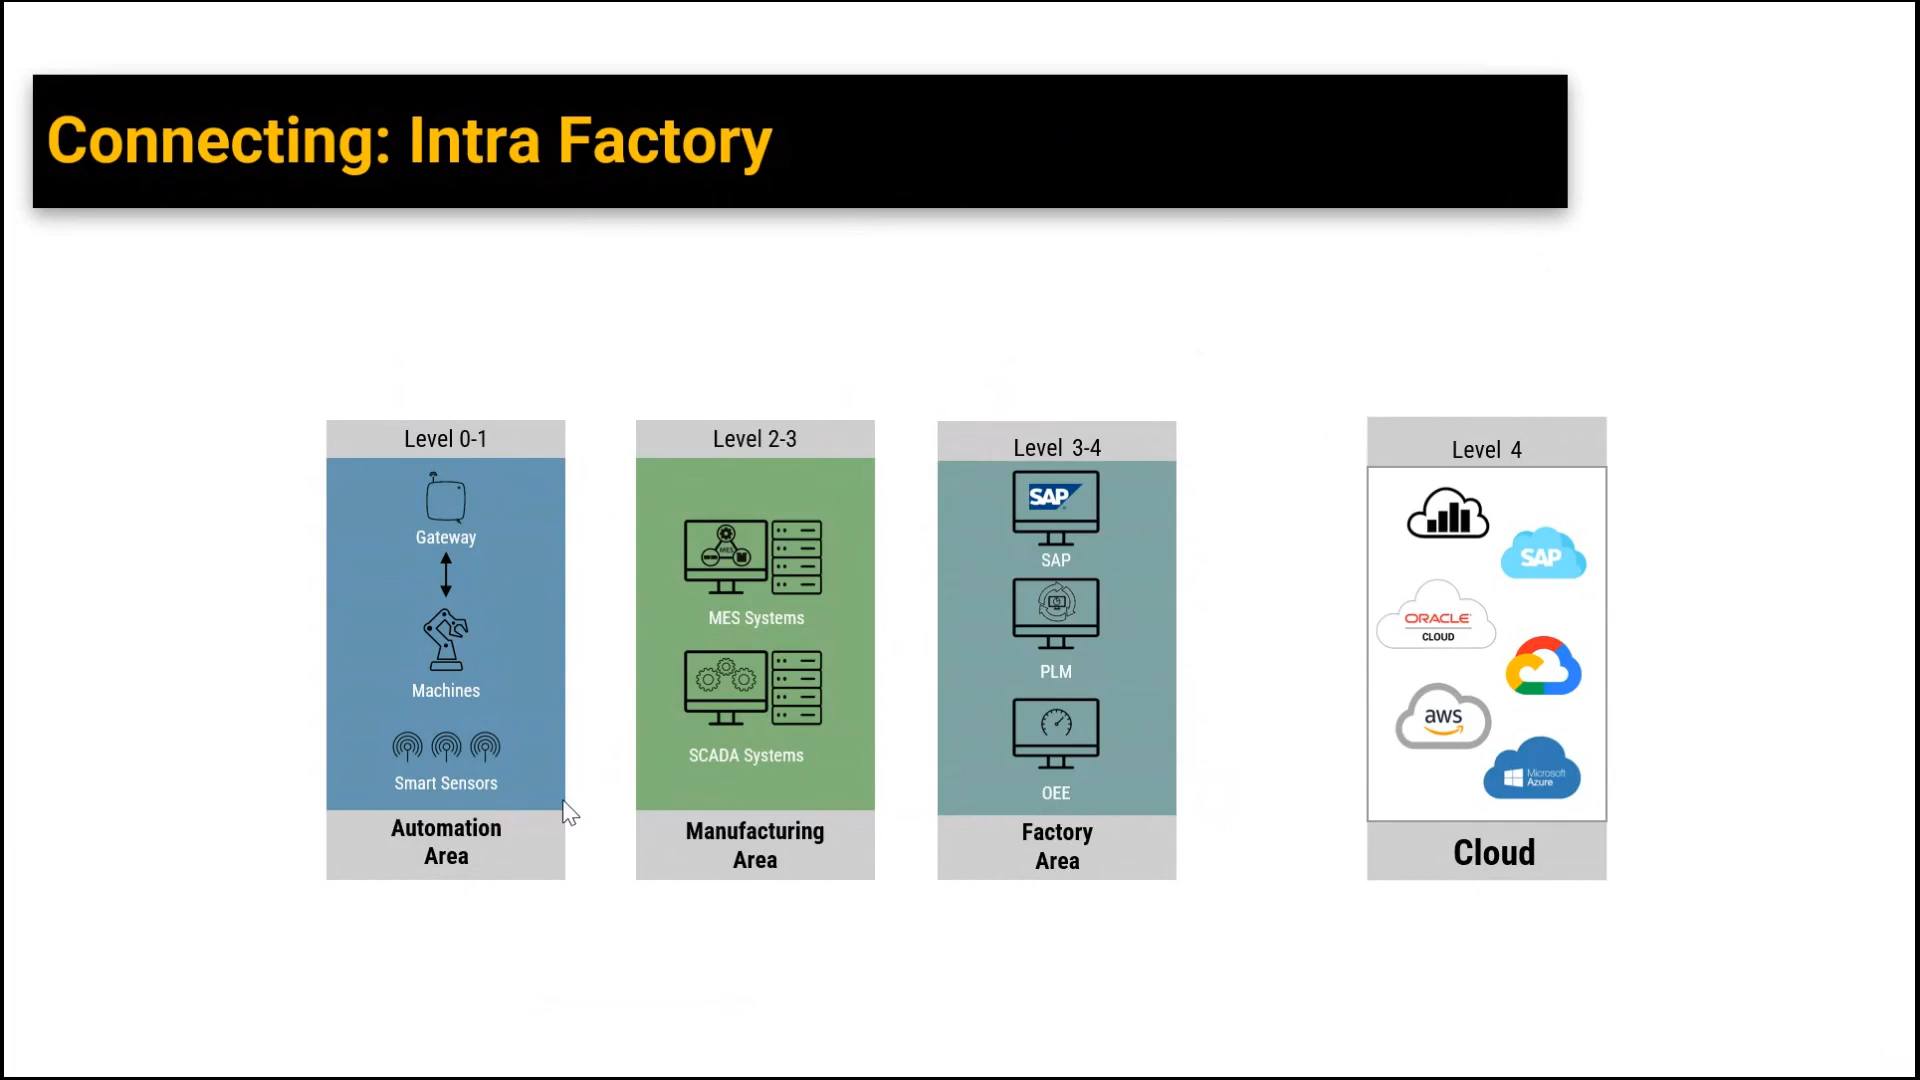 Connecting: Intra Factory
Level 0-1
Gateway
Machines
Smart Sensors
Automation
Area
Level 2-3
MES
MES Systems
SCADA Systems
Manufacturing
Area
Level 3-4
SAP
SAP
PLM
OEE
Factory
Area
Level 4
SAP
ORACLE
CLOUD
aws
Microsoft
Azure
Cloud